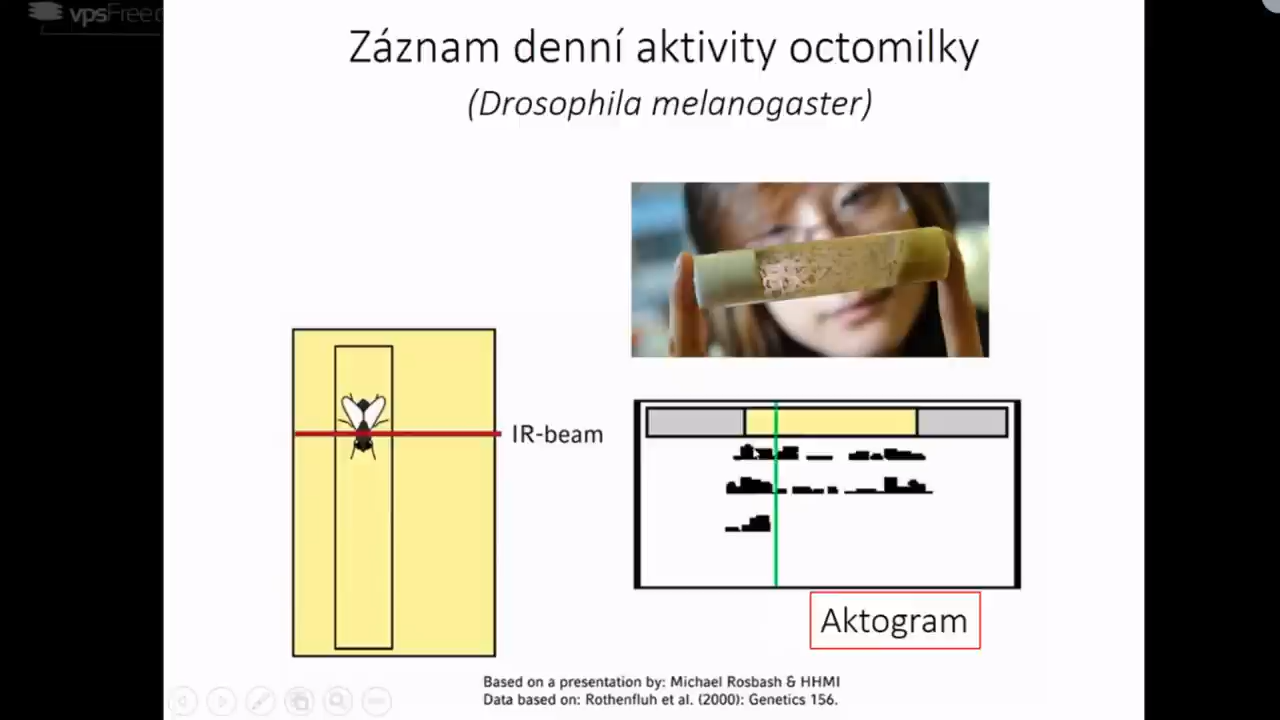 vpsFree
Záznam denní aktivity octomilky
(Drosophila melanogaster)
IR-beam
Aktogram
Based on a presentation by: Michael Rosbash & HHMI
Data based on: Rothenfluh et al. (2000): Genetics 156.